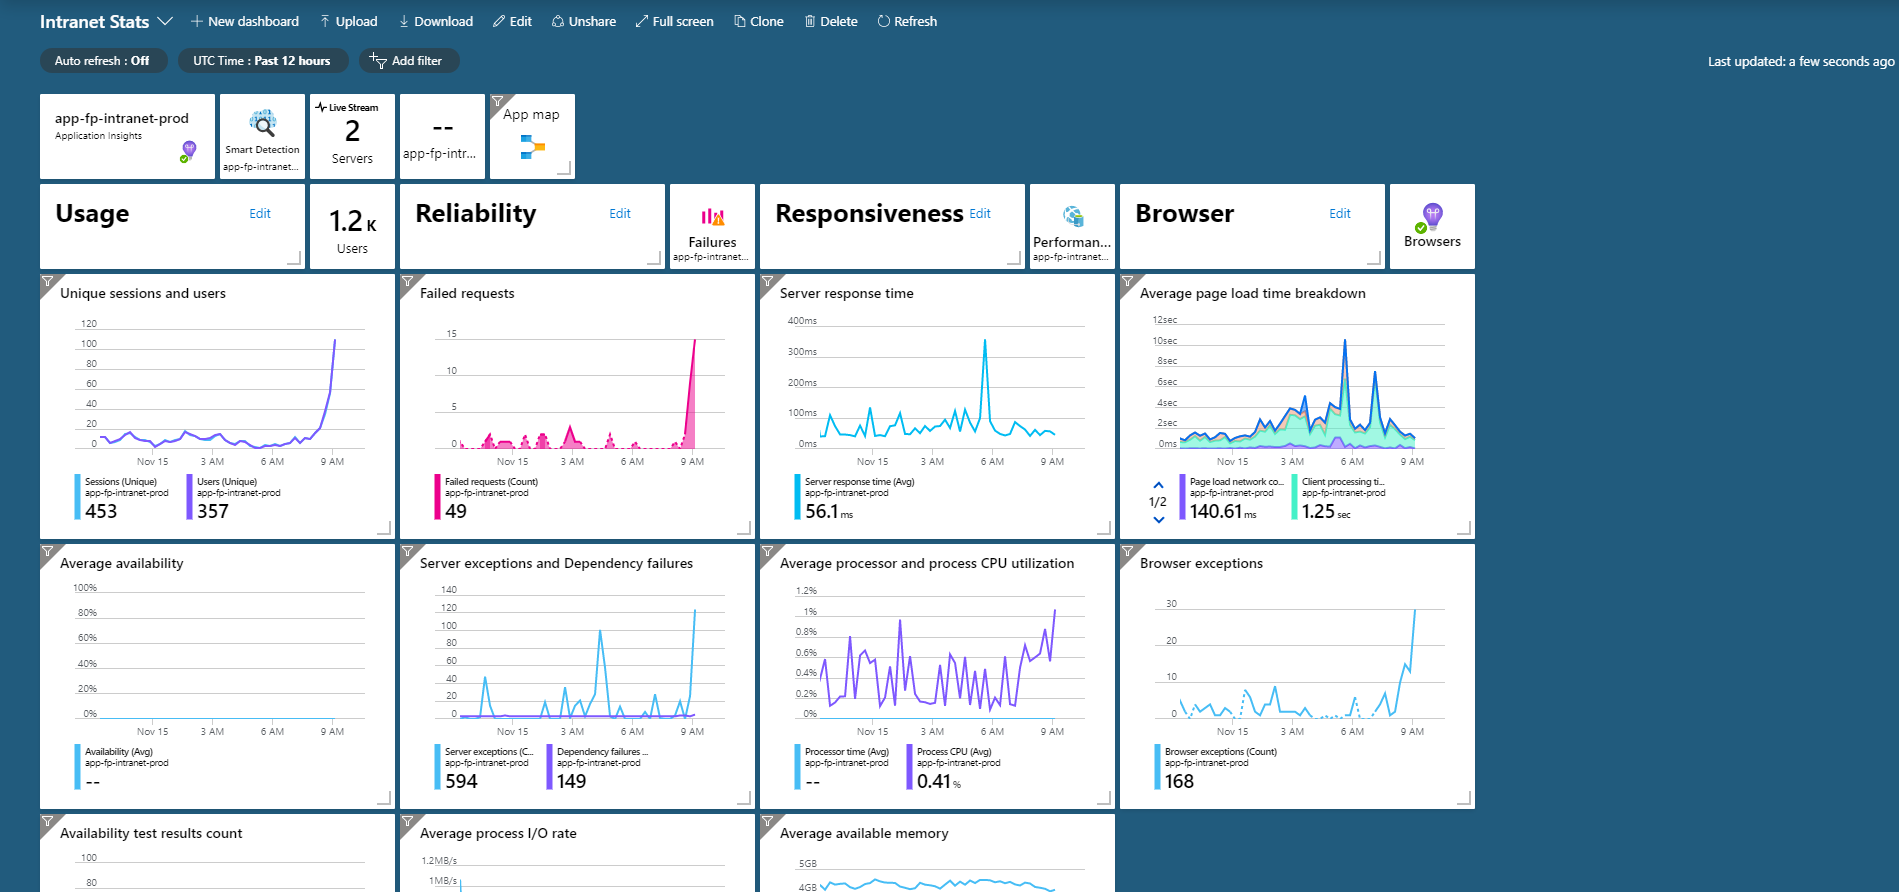 Intranet Stats
New dashboard
Upload
Download
Edit
Unshare
Full screen
Clone
Delete
Refresh
Auto refresh : Off
UTC Time : Past 12 hours
Add filter
Last updated: a few seconds ago
app-fp-intranet-prod
Application Insights
Smart Detection
app-fp-intranet...
Live Stream
2
Servers
--
app-fp-intr...
App map
Usage
Edit
1.2 K
Users
Reliability
Edit
Failures
app-fp-intranet...
Responsiveness
Edit
Performan...
app-fp-intranet...
Browser
Edit
Browsers
Unique sessions and users
120
100
80
60
40
20
0
Nov 15
3 AM
6 AM
9 AM
Sessions (Unique)
app-fp-intranet-prod
453
Users (Unique)
app-fp-intranet-prod
357
Failed requests
15
10
5
0
Nov 15
3 AM
6 AM
9 AM
Failed requests (Count)
app-fp-intranet-prod
49
Server response time
400ms
300ms
200ms
100ms
0ms
Nov 15
3 AM
6 AM
9 AM
Server response time (Avg)
app-fp-intranet-prod
56.1 ms
Average page load time breakdown
12sec
10sec
8sec
6sec
4sec
2sec
0ms
Nov 15
3 AM
6 AM
9 AM
1/2
Page load network co...
app-fp-intranet-prod
140.61 ms
Client processing ti...
app-fp-intranet-prod
1.25 sec
Average availability
100%
80%
60%
40%
20%
0%
Nov 15
3 AM
6 AM
9 AM
Availability (Avg)
app-fp-intranet-prod
--
Server exceptions and Dependency failures
140
120
100
80
60
40
20
0
Nov 15
3 AM
6 AM
9 AM
Server exceptions (C...
app-fp-intranet-prod
594
Dependency failures ...
app-fp-intranet-prod
149
Average processor and process CPU utilization
1.2%
1%
0.8%
0.6%
0.4%
0.2%
0%
Nov 15
3 AM
6 AM
9 AM
Processor time (Avg)
app-fp-intranet-prod
--
Process CPU (Avg)
app-fp-intranet-prod
0.41 %
Browser exceptions
30
20
10
0
Nov 15
3 AM
6 AM
9 AM
Browser exceptions (Count)
app-fp-intranet-prod
168
Availability test results count
100
80
Average process I/O rate
1.2MB/s
1MB/s
Average available memory
5GB
4GB